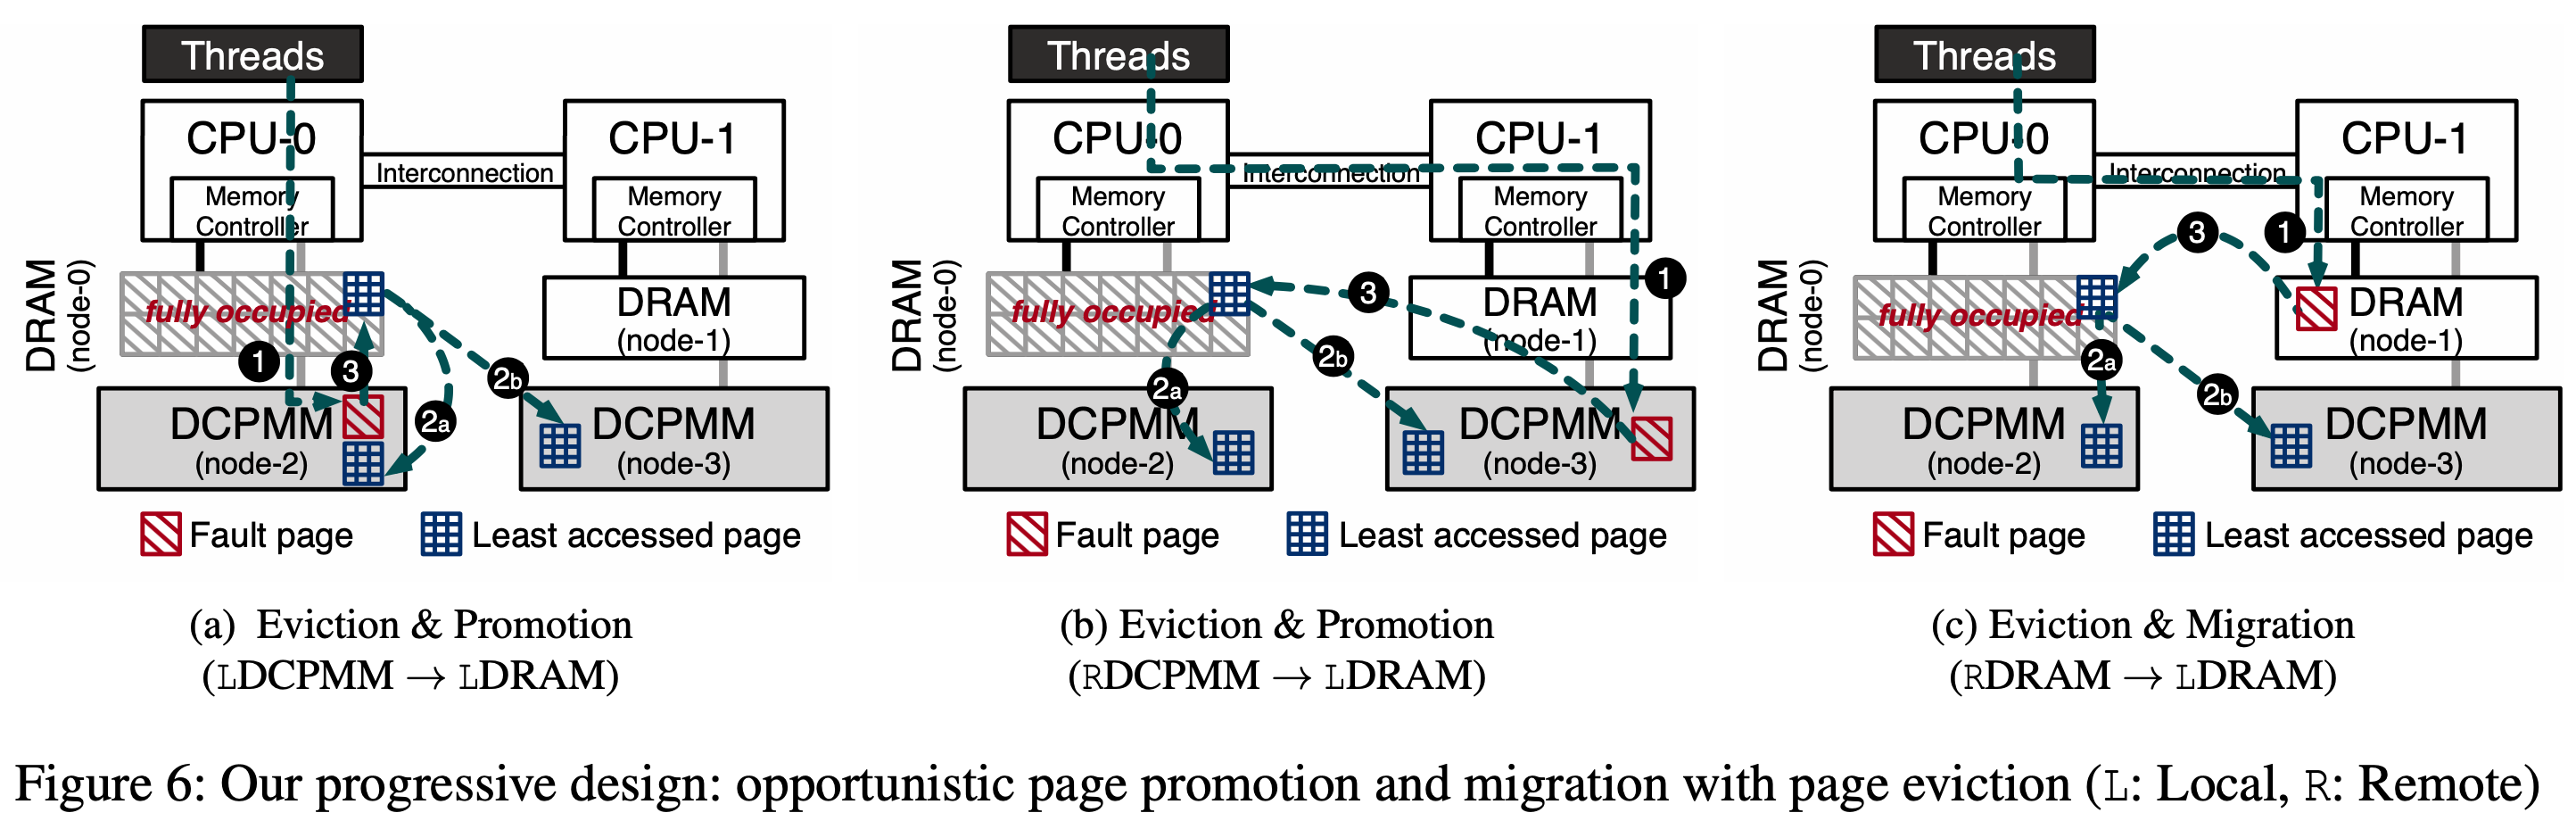 Threads
CPU-0
CPU-1
Interconnection
Memory
Controller
Memory
Controller
DRAM
(node-0)
fully occupied
DRAM
(node-1)
1
3
2a
2b
DCPMM
(node-2)
DCPMM
(node-3)
Fault page
Least accessed page
(a) Eviction & Promotion
(LDCPMM → LDRAM)
Threads
CPU-0
CPU-1
Interconnection
Memory
Controller
Memory
Controller
DRAM
(node-0)
fully occupied
DRAM
(node-1)
1
3
2b
2a
DCPMM
(node-2)
DCPMM
(node-3)
Fault page
Least accessed page
(b) Eviction & Promotion
(RDCPMM → LDRAM)
Threads
CPU-0
CPU-1
Interconnection
Memory
Controller
Memory
Controller
3
1
DRAM
(node-0)
fully occupied
DRAM
(node-1)
2a
2b
DCPMM
(node-2)
DCPMM
(node-3)
Fault page
Least accessed page
(c) Eviction & Migration
(RDRAM → LDRAM)
Figure 6: Our progressive design: opportunistic page promotion and migration with page eviction (L: Local, R: Remote)